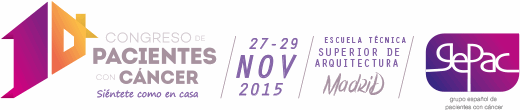 10
CONGRESO DE
PACIENTES
CON CÁNCER
Siéntete como en casa
27-29
NOV
2015
ESCUELA TÉCNICA
SUPERIOR DE
ARQUITECTURA
Madrid
gepac
grupo español de
pacientes con cáncer